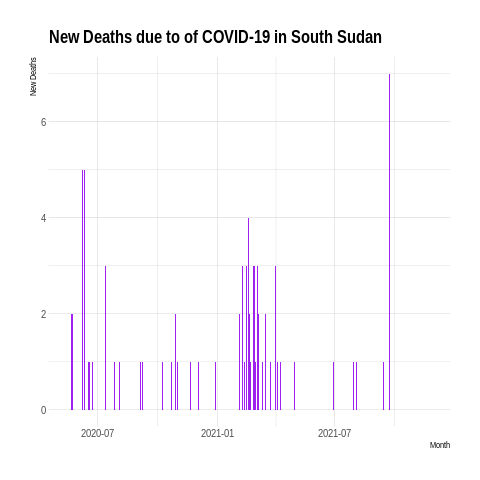 New Deaths due to of COVID-19 in South Sudan
New Deaths
6
4
2
0
2020-07 2021-01 2021-07
Month